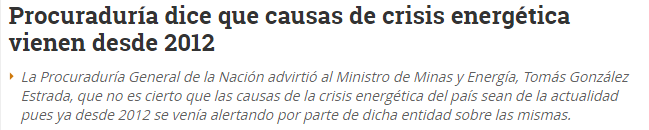 Procuraduría dice que causas de crisis energética
vienen desde 2012
La Procuraduría General de la Nación advirtió al Ministro de Minas y Energía, Tomás González
Estrada, que no es cierto que las causas de la crisis energética del país sean de la actualidad
pues ya desde 2012 se venía alertando por parte de dicha entidad sobre las mismas.